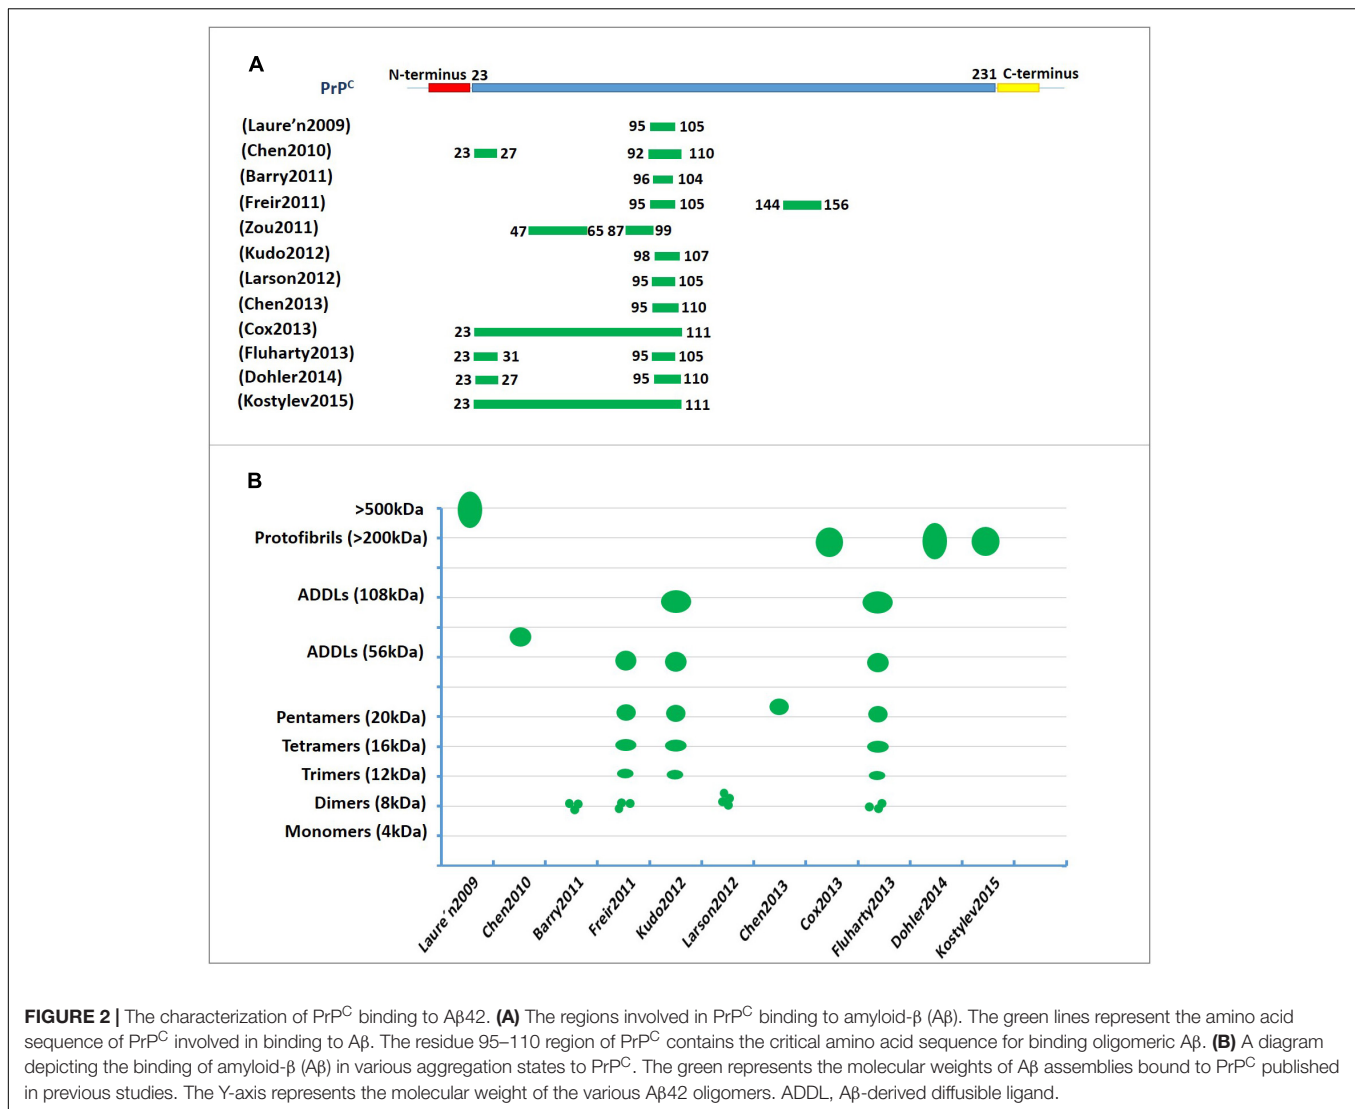 A
N-terminus 23 231 C-terminus
PrPC
(Laure’n2009) 95 105
(Chen2010) 23 27 92 110
(Barry2011) 96 104
(Freir2011) 95 105 144 156
(Zou2011) 47 65 87 99
(Kudo2012) 98 107
(Larson2012) 95 105
(Chen2013) 95 110
(Cox2013) 23 111
(Fluharty2013) 23 31 95 105
(Dohler2014) 23 27 95 110
(Kostylev2015) 23 111
B
>500kDa
Protofibrils (>200kDa)
ADDLs (108kDa)
ADDLs (56kDa)
Pentamers (20kDa)
Tetramers (16kDa)
Trimers (12kDa)
Dimers (8kDa)
Monomers (4kDa)
Laure´n2009
Chen2010
Barry2011
Freir2011
Kudo2012
Larson2012
Chen2013
Cox2013
Fluharty2013
Dohler2014
Kostylev2015
FIGURE 2 | The characterization of PrPC binding to Aβ42. (A) The regions involved in PrPC binding to amyloid-β (Aβ). The green lines represent the amino acid
sequence of PrPC involved in binding to Aβ. The residue 95–110 region of PrPC contains the critical amino acid sequence for binding oligomeric Aβ. (B) A diagram
depicting the binding of amyloid-β (Aβ) in various aggregation states to PrPC. The green represents the molecular weights of Aβ assemblies bound to PrPC published
in previous studies. The Y-axis represents the molecular weight of the various Aβ42 oligomers. ADDL, Aβ-derived diffusible ligand.